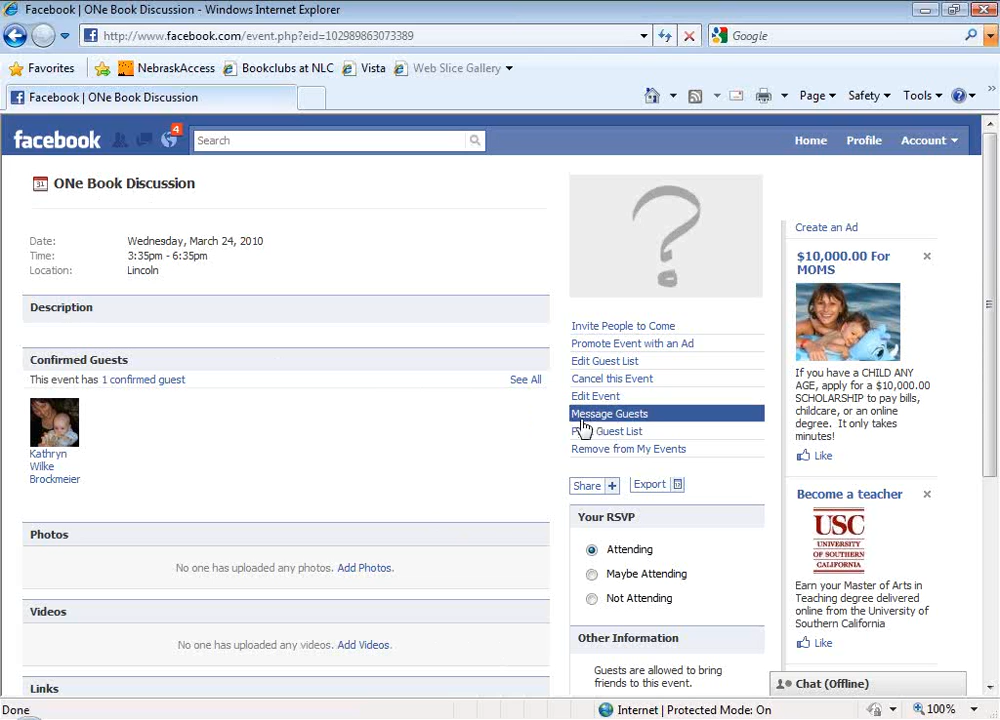 Facebook | ONe Book Discussion - Windows Internet Explorer
http://www.facebook.com/event.php?eid=102989863073389
Google
Favorites
NebraskAccess
Bookclubs at NLC
Vista
Web Slice Gallery
Facebook | ONe Book Discussion
Page
Safety
Tools
facebook
4
Search
Home
Profile
Account
31
ONe Book Discussion
Date:
Wednesday, March 24, 2010
Time:
3:35pm - 6:35pm
Location:
Lincoln
Description
Confirmed Guests
This event has 1 confirmed guest
See All
Kathryn
Wilke
Brockmeier
Photos
No one has uploaded any photos. Add Photos.
Videos
No one has uploaded any videos. Add Videos.
Links
?
Invite People to Come
Promote Event with an Ad
Edit Guest List
Cancel this Event
Edit Event
Message Guests
Guest List
Remove from My Events
Share +
Export
Your RSVP
Attending
Maybe Attending
Not Attending
Other Information
Guests are allowed to bring
friends to this event.
Create an Ad
$10,000.00 For
MOMS
If you have a CHILD ANY
AGE, apply for a $10,000.00
SCHOLARSHIP to pay bills,
childcare, or an online
degree. It only takes
minutes!
Like
Become a teacher
USC
UNIVERSITY
OF SOUTHERN
CALIFORNIA
Earn your Master of Arts in
Teaching degree delivered
online from the University of
Southern California
Like
Chat (Offline)
Done
Internet | Protected Mode: On
100%